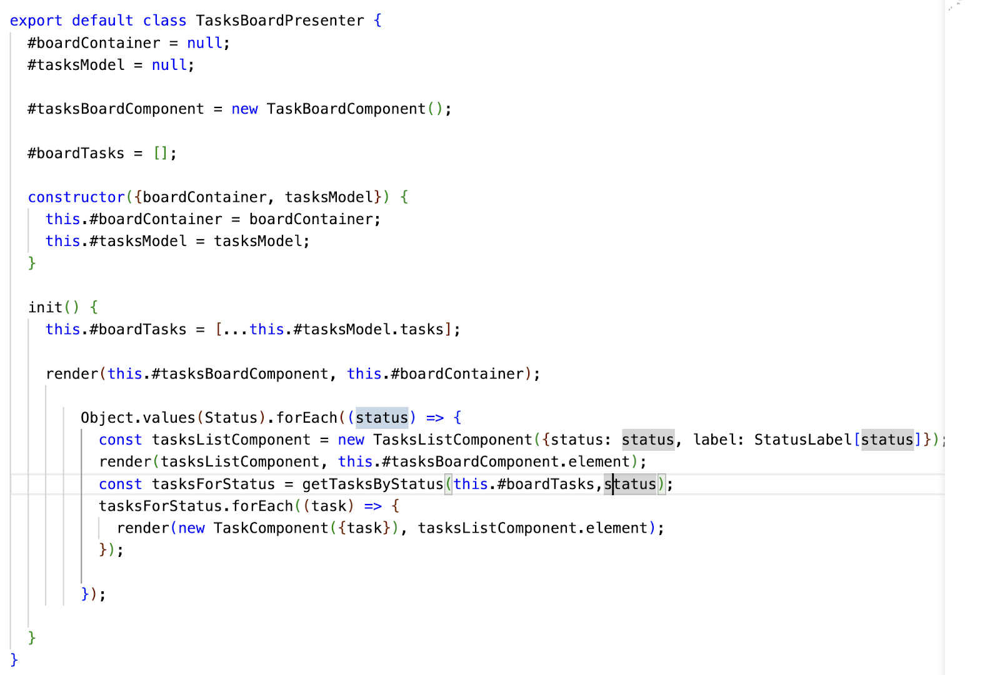 export default class TasksBoardPresenter {
#boardContainer = null;
#tasksModel = null;
#tasksBoardComponent = new TaskBoardComponent();
#boardTasks = [];
constructor({boardContainer, tasksModel}) {
this.#boardContainer = boardContainer;
this.#tasksModel = tasksModel;
}
init() {
this.#boardTasks = [...this.#tasksModel.tasks];
render(this.#tasksBoardComponent, this.#boardContainer);
Object.values(Status).forEach((status) => {
const tasksListComponent = new TasksListComponent({status: status, label: StatusLabel[status]});
render(tasksListComponent, this.#tasksBoardComponent.element);
const tasksForStatus = getTasksByStatus(this.#boardTasks,status);
tasksForStatus.forEach((task) => {
render(new TaskComponent({task}), tasksListComponent.element);
});
});
}
}